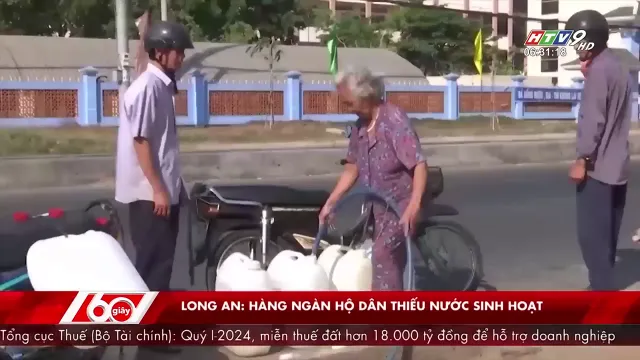 HTV9 HD
06:31:18
60 giây
LONG AN: HÀNG NGÀN HỘ DÂN THIẾU NƯỚC SINH HOẠT
Tổng cục Thuế (Bộ Tài chính): Quý I-2024, miễn thuế đất hơn 18.000 tỷ đồng để hỗ trợ doanh nghiệp